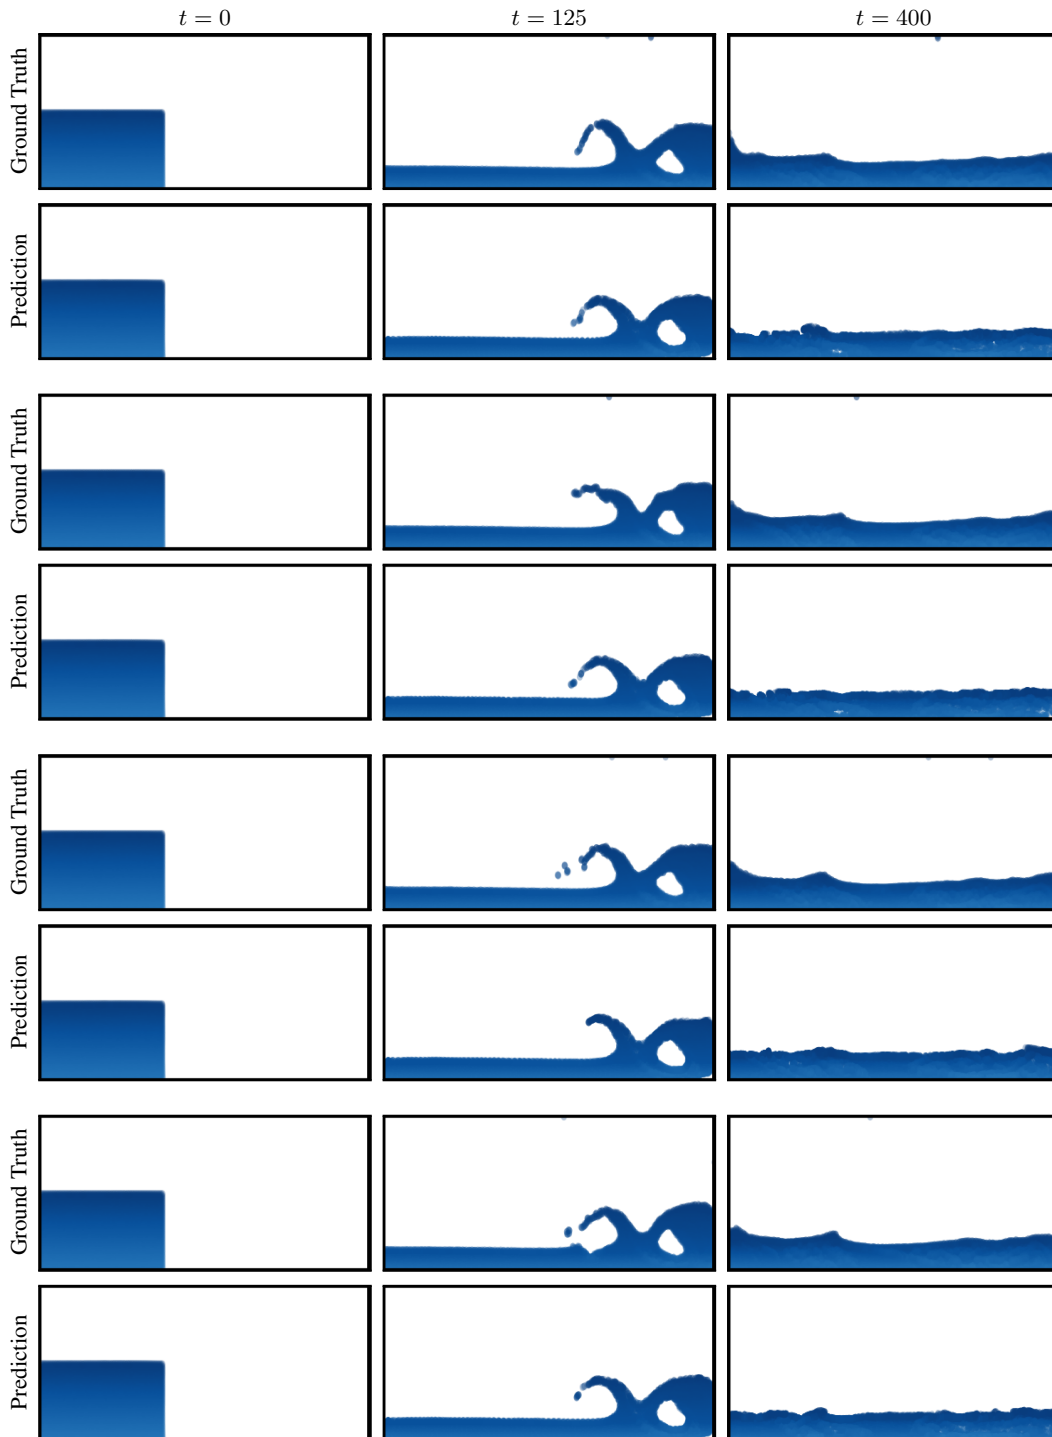 t = 0
t = 125
t = 400
Ground Truth
Prediction
Ground Truth
Prediction
Ground Truth
Prediction
Ground Truth
Prediction